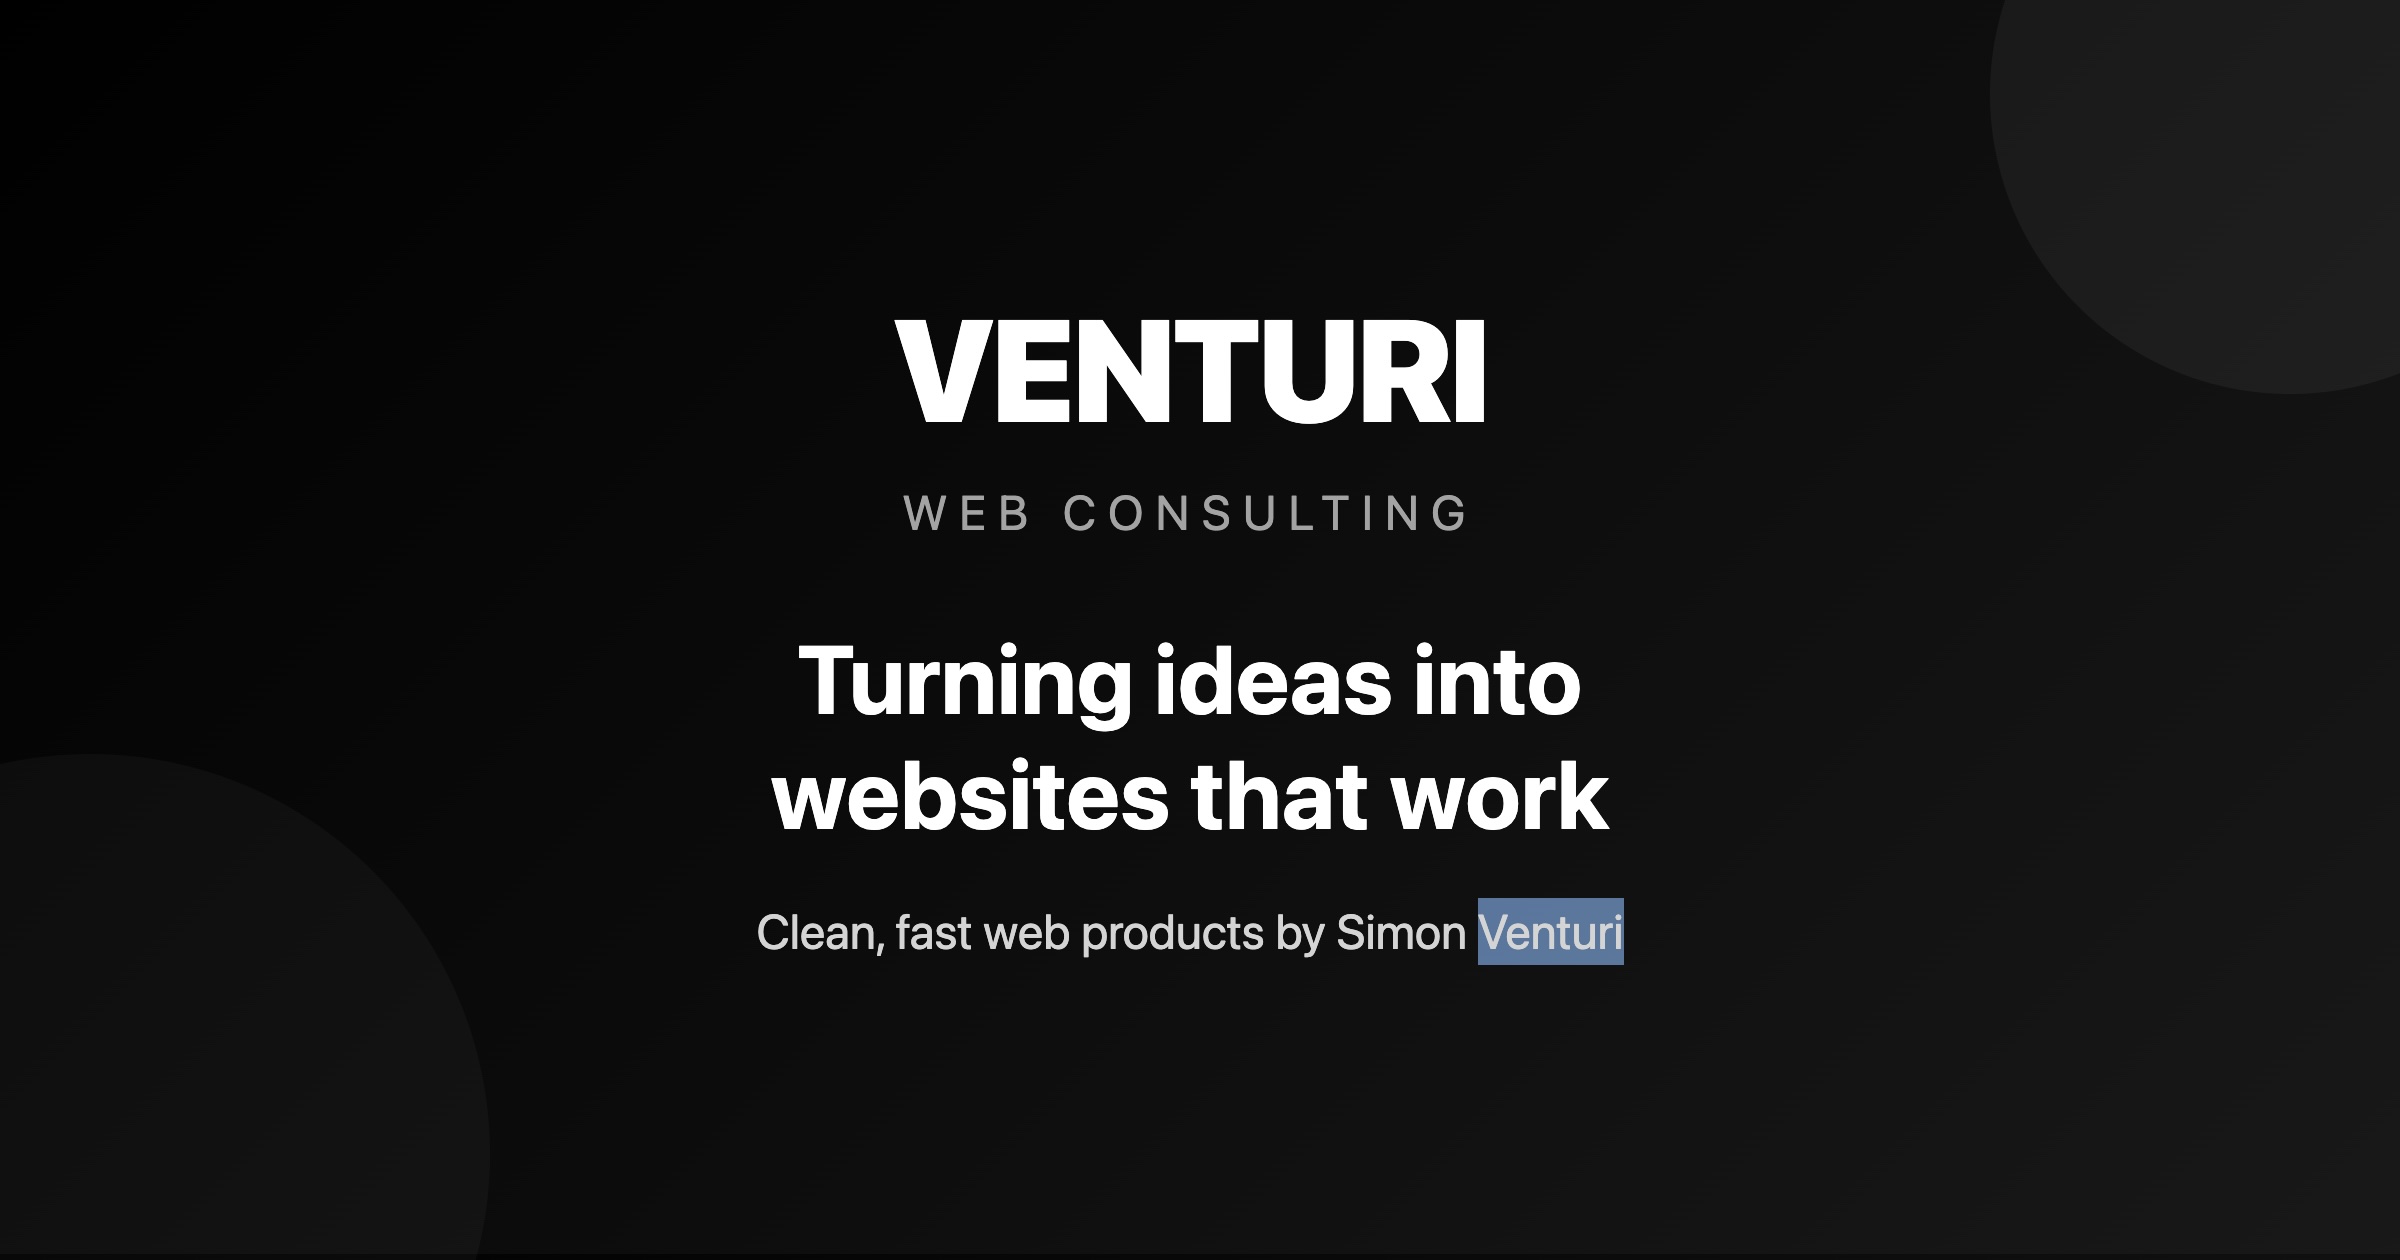 VENTURI
WEB CONSULTING
Turning ideas into
websites that work
Clean, fast web products by Simon Venturi